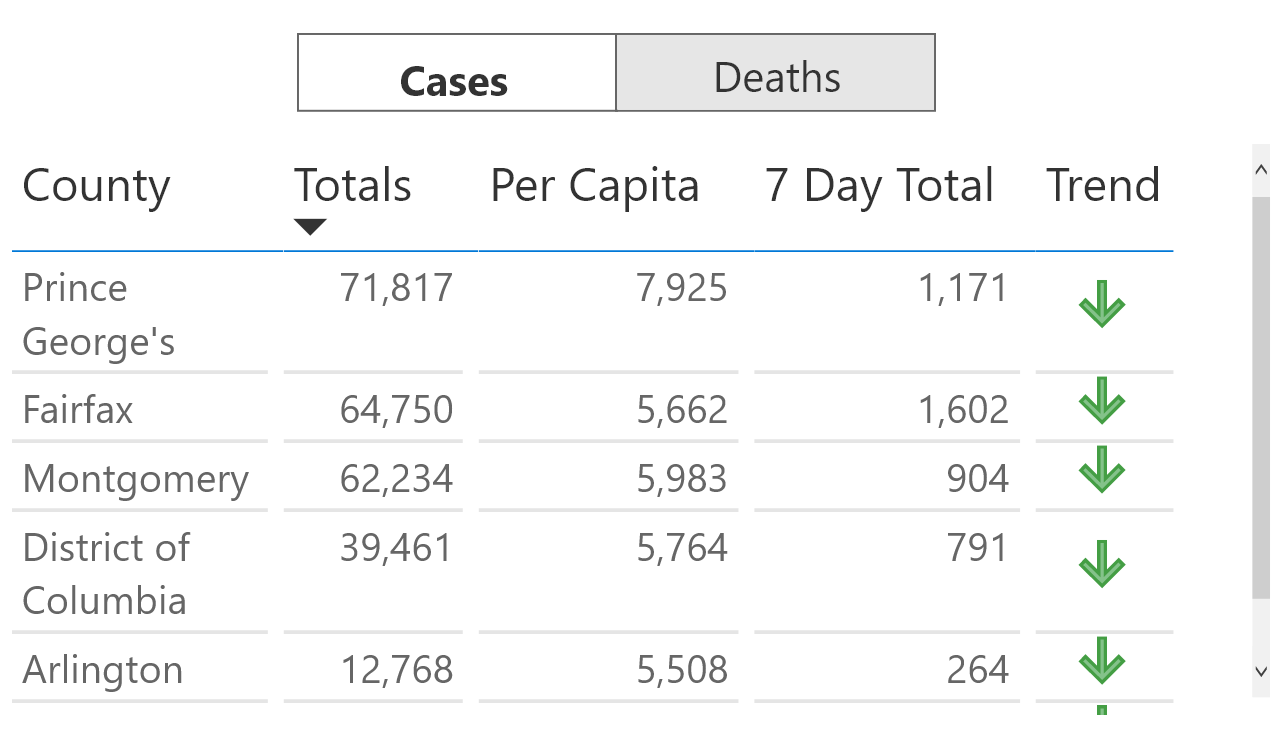 Cases Deaths
County Totals Per Capita 7 Day Total Trend
Prince 71,817 7,925 1,171
George's
Fairfax 64,750 5,662 1,602
Montgomery 62,234 5,983 904
District of 39,461 5,764 791
Columbia
Arlington 12,768 5,508 264